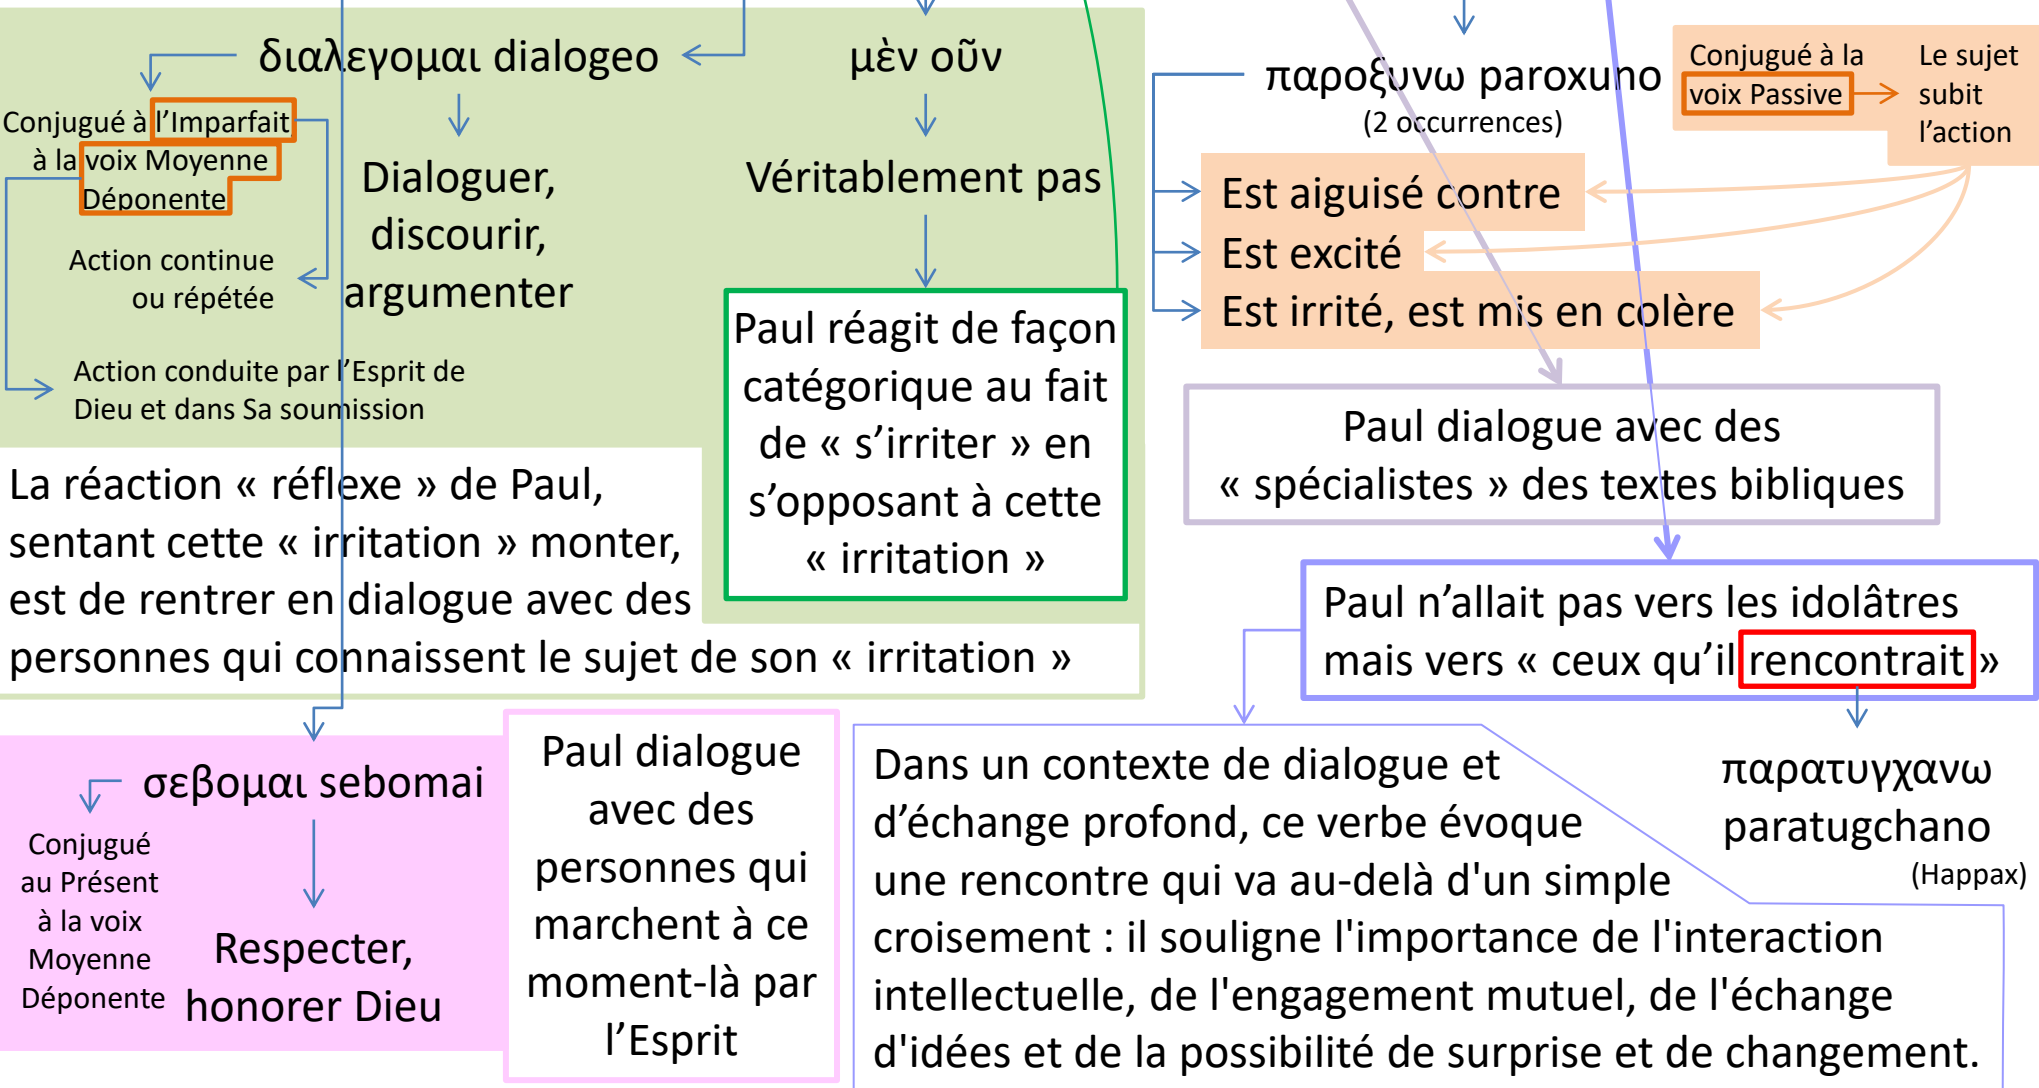 διαλεγομαι dialogeo
Conjugué à l’Imparfait
à la voix Moyenne
Déponente
Action continue
ou répétée
Action conduite par l’Esprit de
Dieu et dans Sa soumission
Dialoguer,
discourir,
argumenter
μὲν οῦν
Véritablement pas
Paul réagit de façon
catégorique au fait
de « s’irriter » en
s’opposant à cette
« irritation »
La réaction « réflexe » de Paul,
sentant cette « irritation » monter,
est de rentrer en dialogue avec des
personnes qui connaissent le sujet de son « irritation »
παροξυνω paroxuno
(2 occurrences)
Conjugué à la
voix Passive
Le sujet
subit
l’action
Est aiguisé contre
Est excité
Est irrité, est mis en colère
Paul dialogue avec des
« spécialistes » des textes bibliques
Paul n’allait pas vers les idolâtres
mais vers « ceux qu’il rencontrait »
σεβομαι sebomai
Conjugué
au Présent
à la voix
Moyenne
Déponente
Respecter,
honorer Dieu
Paul dialogue
avec des
personnes qui
marchent à ce
moment-là par
l’Esprit
Dans un contexte de dialogue et
d’échange profond, ce verbe évoque
une rencontre qui va au-delà d'un simple
croisement : il souligne l'importance de l'interaction
intellectuelle, de l'engagement mutuel, de l'échange
d'idées et de la possibilité de surprise et de changement.
παρατυγχανω
paratugchano
(Happax)